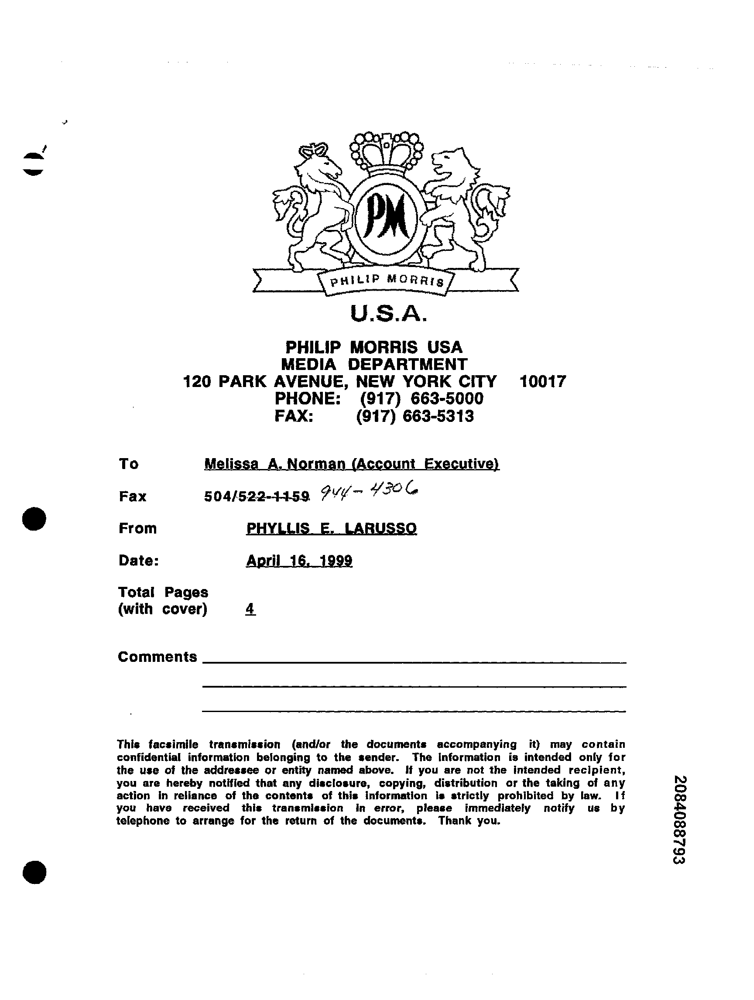 PM
PHILIP MORRIS
U.S.A.
PHILIP MORRIS USA
MEDIA DEPARTMENT
120 PARK AVENUE, NEW YORK CITY 10017
PHONE: (917) 663-5000
FAX: (917) 663-5313
To Melissa A. Norman (Account Executive)
Fax 504/522-1159 944-4306
From PHYLLIS E. LARUSSO
Date: April 16, 1999
Total Pages
(with cover) 4
Comments
This facsimile transmission (and/or the documents accompanying it) may contain
confidential information belonging to the sender. The information is intended only for
the use of the addressee or entity named above. If you are not the intended recipient,
you are hereby notified that any disclosure, copying, distribution or the taking of any
action in reliance of the contents of this information is strictly prohibited by law. If
you have received this transmission in error, please immediately notify us by
telephone to arrange for the return of the documents. Thank you.
2084088793